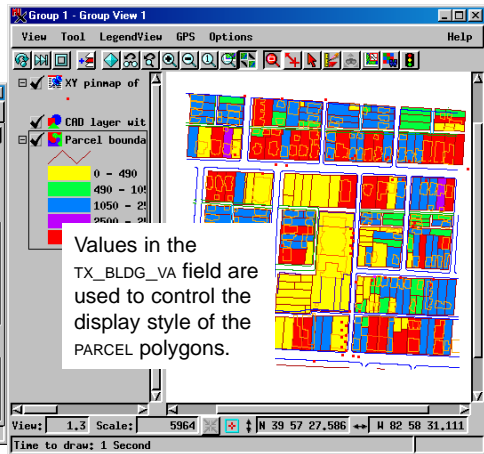 Group 1 - Group View 1
View Tool LegendView GPS Options Help
XY pinmap of
CAD layer wit
Parcel bounda
0 - 490
490 - 105
1050 - 25
2500 - 25
Values in the
TX_BLDG_VA field are
used to control the
display style of the
PARCEL polygons.
View: 1.3 Scale: 5964 N 39 57 27.586 W 82 58 31.111
Time to draw: 1 Second